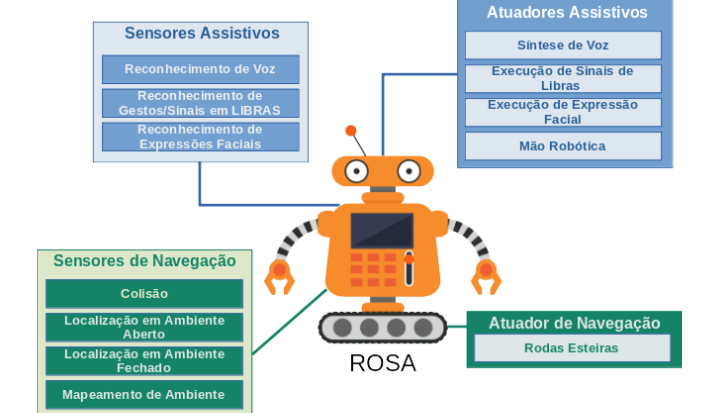 Sensores Assistivos
Reconhecimento de Voz
Reconhecimento de
Gestos/Sinais em LIBRAS
Reconhecimento de
Expressões Faciais
Atuadores Assistivos
Síntese de Voz
Execução de Sinais de
Libras
Execução de Expressão
Facial
Mão Robótica
Sensores de Navegação
Colisão
Localização em Ambiente
Aberto
Localização em Ambiente
Fechado
Mapeamento de Ambiente
Atuador de Navegação
Rodas Esteiras
ROSA